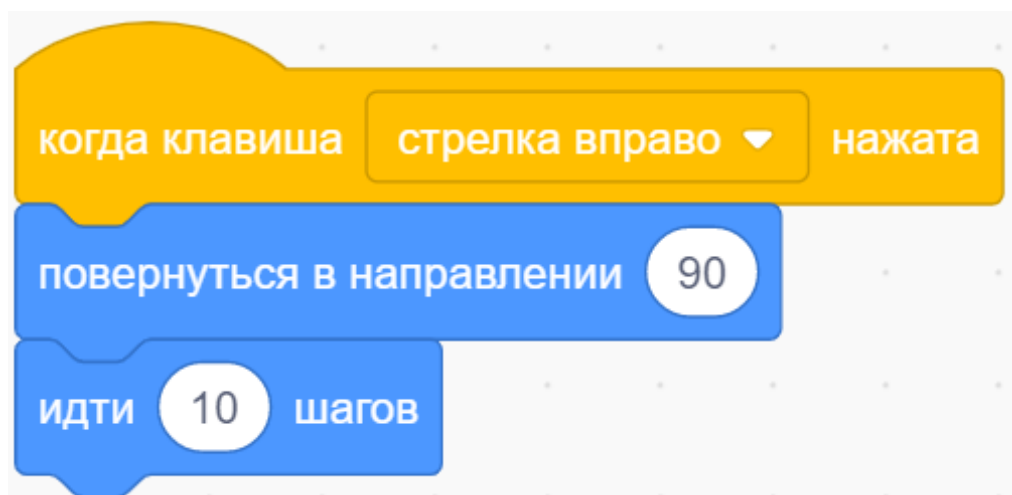 когда клавиша стрелка вправо нажата
повернуться в направлении 90
идти 10 шагов